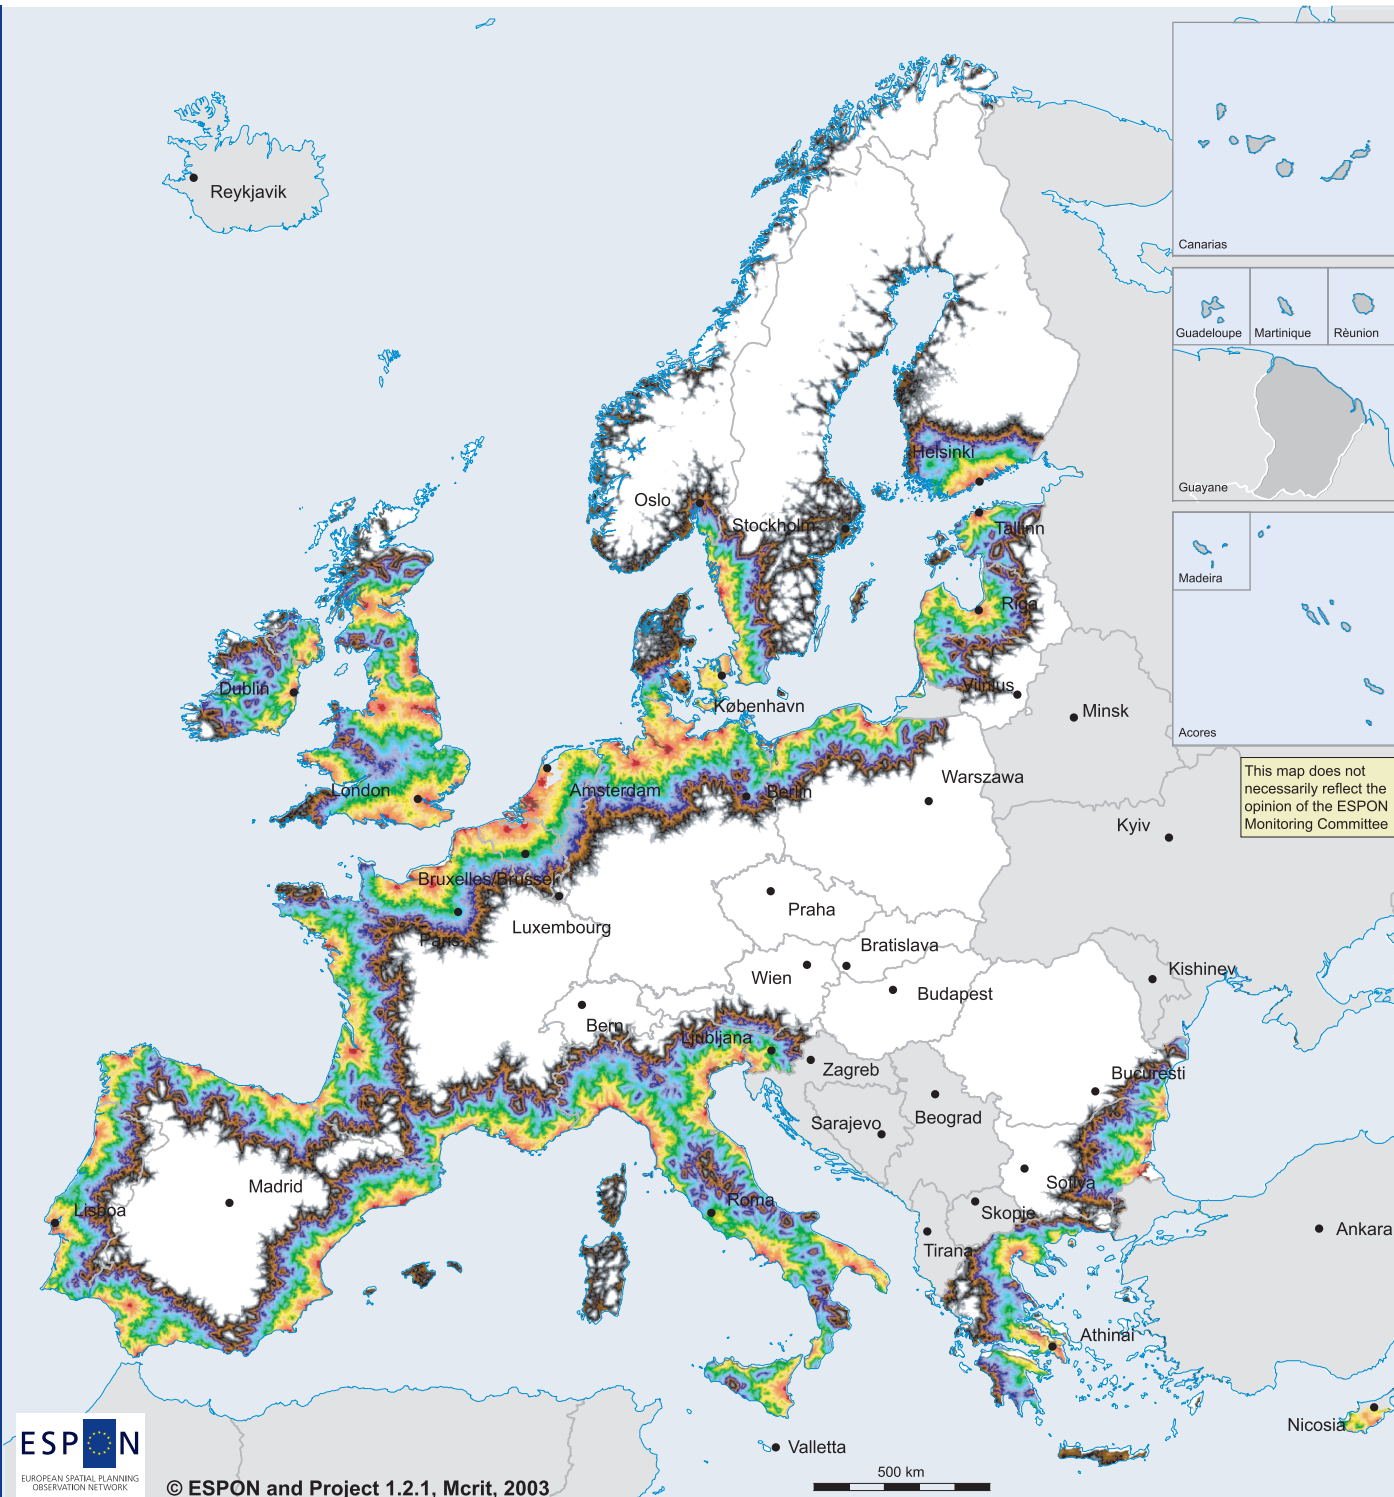 Reykjavik
Canarias
Guadeloupe
Martinique
Rèunion
Guayane
Madeira
Acores
Helsinki
Oslo
Stockholm
Tallinn
Riga
Dublin
Vilnius
København
Minsk
This map does not
necessarily reflect the
opinion of the ESPON
Monitoring Committee
London
Amsterdam
Berlin
Warszawa
Kyiv
Bruxelles/Brussel
Praha
Luxembourg
Paris
Bratislava
Wien
Kishinev
Budapest
Bern
Ljubljana
Zagreb
Bucuresti
Beograd
Sarajevo
Madrid
Sofiya
Roma
Lisboa
Skopje
Ankara
Tirana
Athinai
Nicosia
Valletta
500 km
ESPON
EUROPEAN SPATIAL PLANNING
OBSERVATION NETWORK
© ESPON and Project 1.2.1, Mcrit, 2003